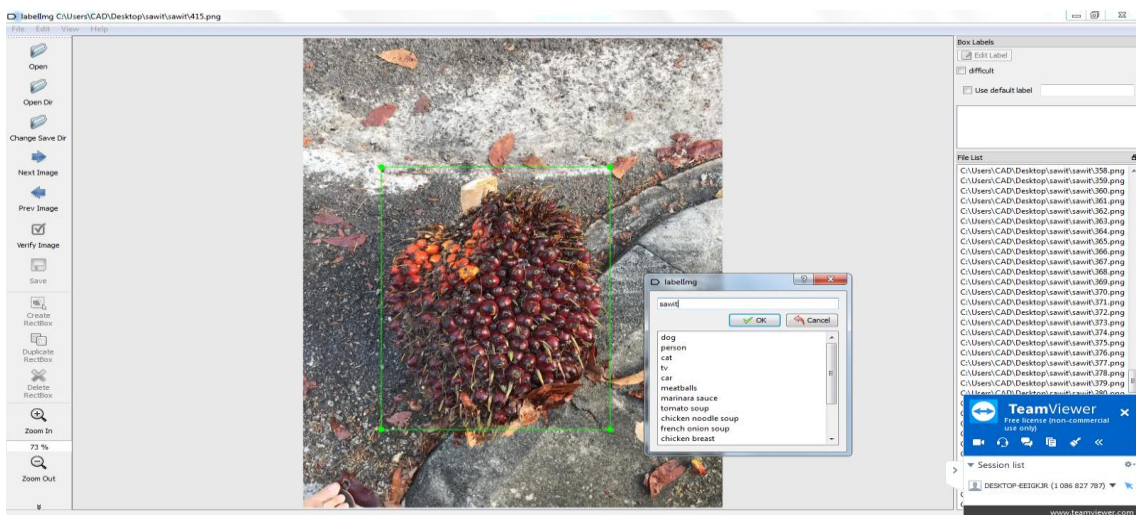 labelImg C:\Users\CAD\Desktop\sawit\sawit\415.png
File Edit View Help
Open
Open Dir
Change Save Dir
Next Image
Prev Image
Verify Image
Save
Create
RectBox
Duplicate
RectBox
Delete
RectBox
Zoom In
73 %
Zoom Out
labelImg
sawit
OK Cancel
dog
person
cat
tv
car
meatballs
marinara sauce
tomato soup
chicken noodle soup
french onion soup
chicken breast
Box Labels
Edit Label
difficult
Use default label
File List
C:\Users\CAD\Desktop\sawit\sawit\358.png
C:\Users\CAD\Desktop\sawit\sawit\359.png
C:\Users\CAD\Desktop\sawit\sawit\360.png
C:\Users\CAD\Desktop\sawit\sawit\361.png
C:\Users\CAD\Desktop\sawit\sawit\362.png
C:\Users\CAD\Desktop\sawit\sawit\363.png
C:\Users\CAD\Desktop\sawit\sawit\364.png
C:\Users\CAD\Desktop\sawit\sawit\365.png
C:\Users\CAD\Desktop\sawit\sawit\366.png
C:\Users\CAD\Desktop\sawit\sawit\367.png
C:\Users\CAD\Desktop\sawit\sawit\368.png
C:\Users\CAD\Desktop\sawit\sawit\369.png
C:\Users\CAD\Desktop\sawit\sawit\370.png
C:\Users\CAD\Desktop\sawit\sawit\371.png
C:\Users\CAD\Desktop\sawit\sawit\372.png
C:\Users\CAD\Desktop\sawit\sawit\373.png
C:\Users\CAD\Desktop\sawit\sawit\374.png
C:\Users\CAD\Desktop\sawit\sawit\375.png
C:\Users\CAD\Desktop\sawit\sawit\376.png
C:\Users\CAD\Desktop\sawit\sawit\377.png
C:\Users\CAD\Desktop\sawit\sawit\378.png
C:\Users\CAD\Desktop\sawit\sawit\379.png
C:\Users\CAD\Desktop\sawit\sawit\380.png
TeamViewer
Free license (non-commercial
use only)
Session list
DESKTOP-EEIGKJR (1 086 827 787)
www.teamviewer.com